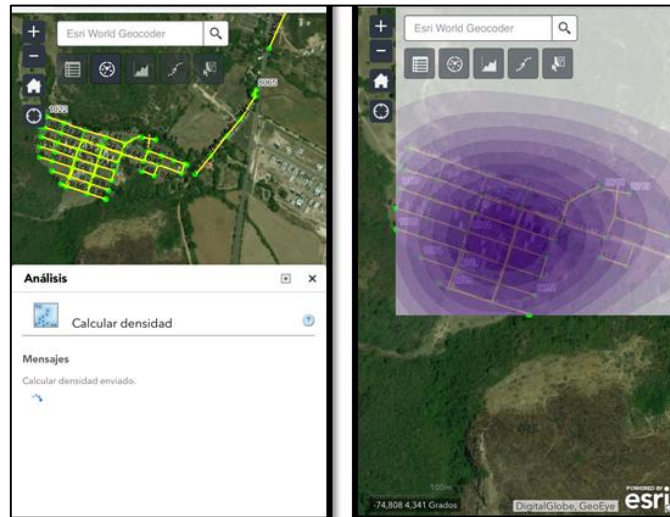 +
Esri World Geocoder
−
1022
8065
Análisis
×
Calcular densidad
?
Mensajes
Calcular densidad enviado.
+
Esri World Geocoder
−
100m
-74,808 4,341 Grados
DigitalGlobe, GeoEye
POWERED BY
esri